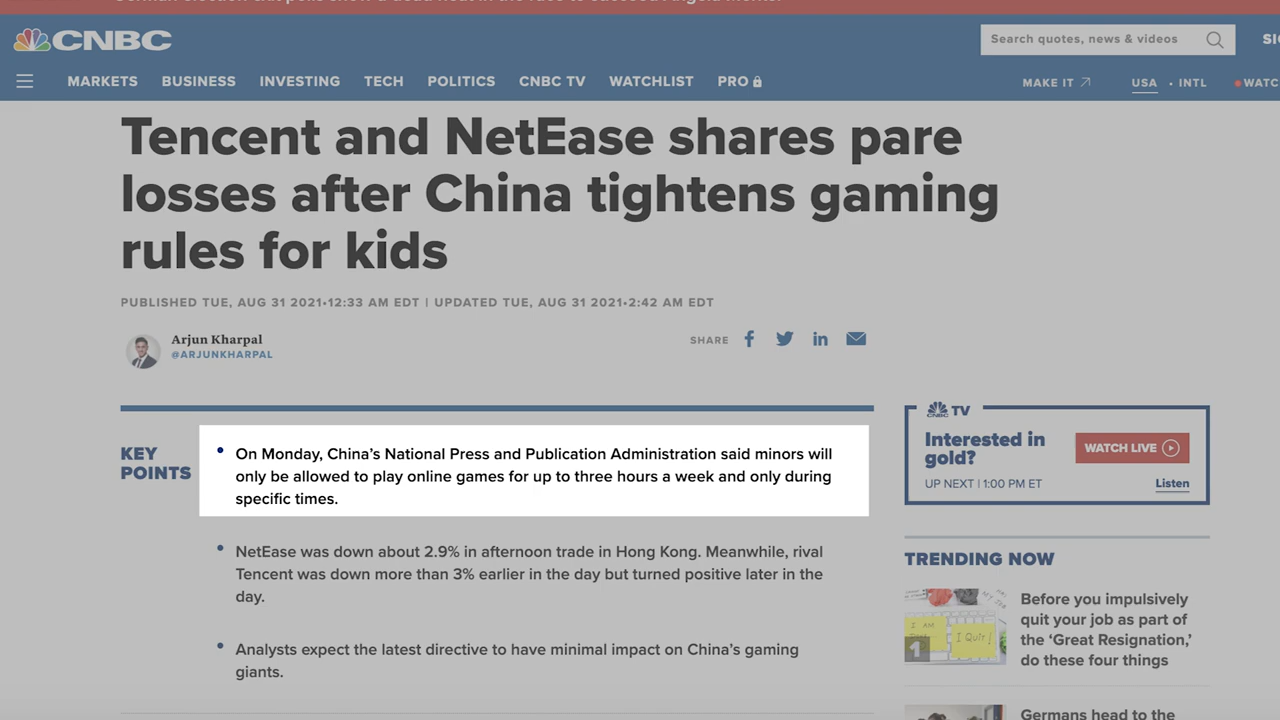 CNBC
Search quotes, news & videos
MARKETS BUSINESS INVESTING TECH POLITICS CNBC TV WATCHLIST PRO
MAKE IT USA • INTL
Tencent and NetEase shares pare
losses after China tightens gaming
rules for kids
PUBLISHED TUE, AUG 31 2021•12:33 AM EDT | UPDATED TUE, AUG 31 2021•2:42 AM EDT
Arjun Kharpal
@ARJUNKHARPAL
SHARE
KEY
POINTS
• On Monday, China’s National Press and Publication Administration said minors will
only be allowed to play online games for up to three hours a week and only during
specific times.
• NetEase was down about 2.9% in afternoon trade in Hong Kong. Meanwhile, rival
Tencent was down more than 3% earlier in the day but turned positive later in the
day.
• Analysts expect the latest directive to have minimal impact on China’s gaming
giants.
CNBC TV
Interested in
gold?
WATCH LIVE
UP NEXT | 1:00 PM ET
Listen
TRENDING NOW
I Quit!
1
Before you impulsively
quit your job as part of
the ‘Great Resignation,’
do these four things
Germans head to the